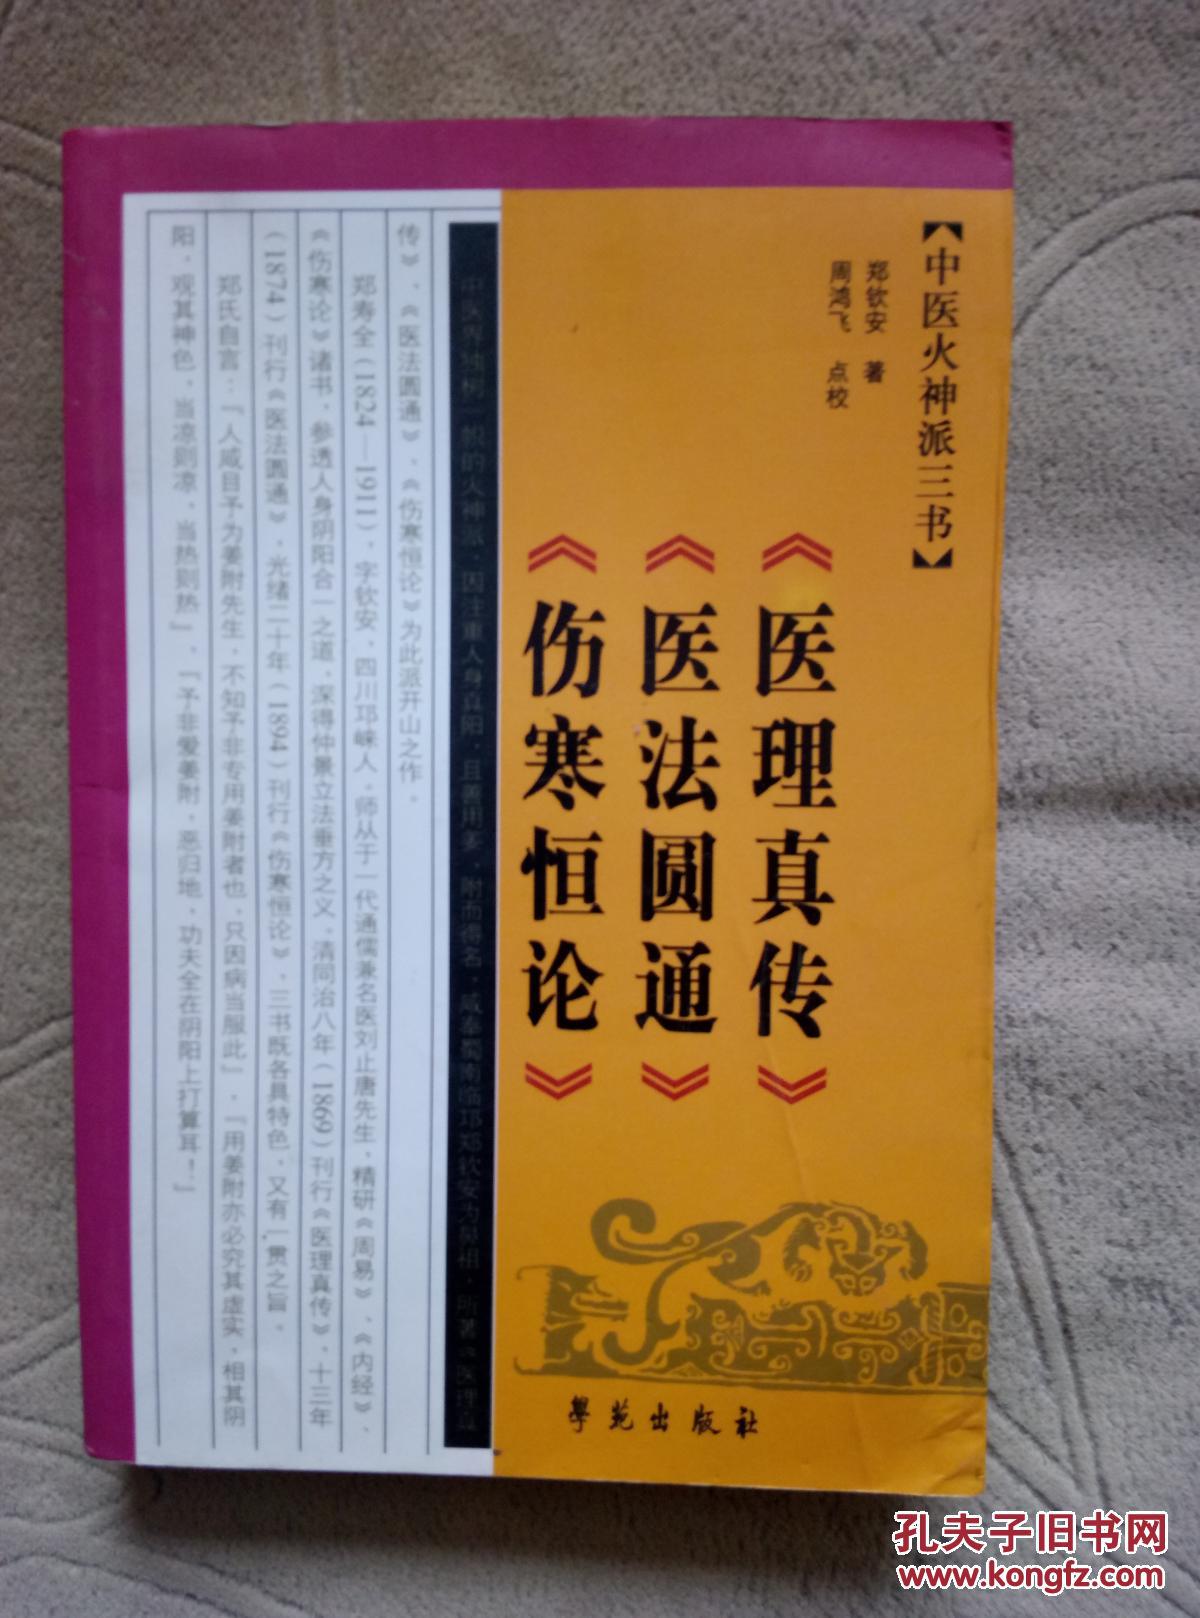 【中医火神派三书】
郑钦安 著
周鸿飞 点校
《医理真传》
《医法圆通》
《伤寒恒论》
中医界独树一帜的火神派，因注重人身真阳，且善用姜、附而得名，咸奉蜀南临邛郑钦安为鼻祖，所著《医理真
传》、《医法圆通》、《伤寒恒论》为此派开山之作。
郑寿全（1824—1911），字钦安，四川邛崃人。师从于一代通儒兼名医刘止唐先生，精研《周易》、《内经》、
《伤寒论》诸书，参透人身阴阳合一之道，深得仲景立法垂方之义。清同治八年（1869）刊行《医理真传》，十三年
（1874）刊行《医法圆通》，光绪二十年（1894）刊行《伤寒恒论》，三书既各具特色，又有一贯之旨。
郑氏自言：『人咸目予为姜附先生，不知予非专用姜附者也，只因病当服此』，『用姜附亦必究其虚实，相其阴
阳，观其神色，当凉则凉，当热则热』，『予非爱姜附，恶归地，功夫全在阴阳上打算耳！』
學苑出版社
孔夫子旧书网
www.kongfz.com